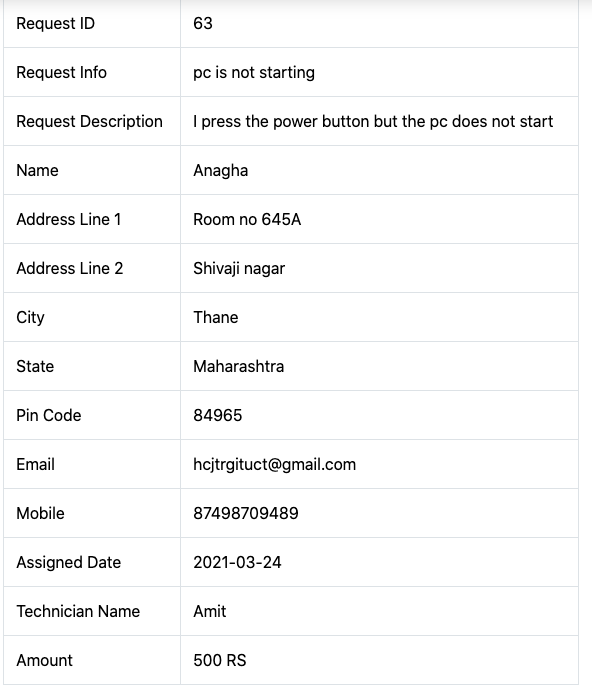 Request ID 63
Request Info pc is not starting
Request Description I press the power button but the pc does not start
Name Anagha
Address Line 1 Room no 645A
Address Line 2 Shivaji nagar
City Thane
State Maharashtra
Pin Code 84965
Email hcjtrgituct@gmail.com
Mobile 87498709489
Assigned Date 2021-03-24
Technician Name Amit
Amount 500 RS